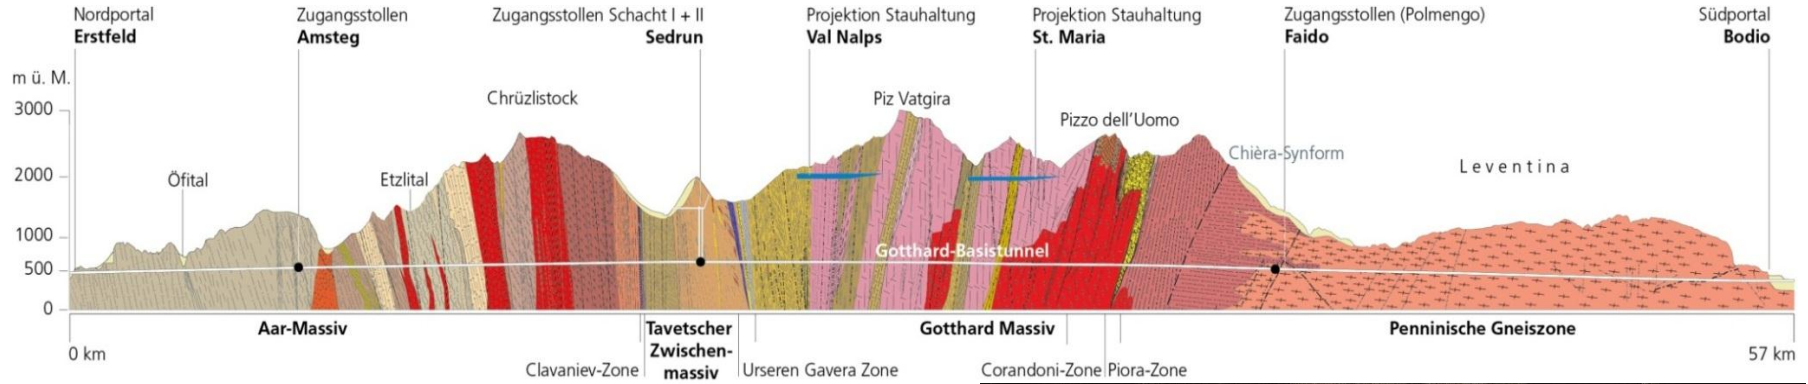 Nordportal
Erstfeld
Zugangsstollen
Amsteg
Zugangsstollen Schacht I + II
Sedrun
Projektion Stauhaltung
Val Nalps
Projektion Stauhaltung
St. Maria
Zugangsstollen (Polmengo)
Faido
Südportal
Bodio
m ü. M.
3000
2000
1000
500
0
Öfital
Etzlital
Chrüzlistock
Piz Vatgira
Pizzo dell'Uomo
Chièra-Synform
Leventina
Gotthard-Basistunnel
Aar-Massiv
Tavetscher
Zwischen-
massiv
Gotthard Massiv
Penninische Gneiszone
0 km
57 km
Clavaniev-Zone
Urseren Gavera Zone
Corandoni-Zone
Piora-Zone